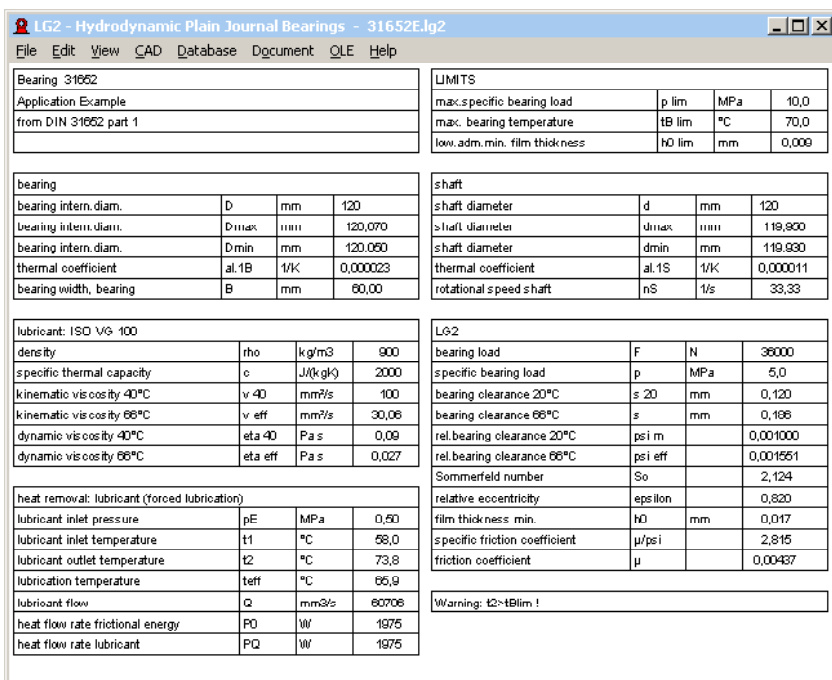 LG2 - Hydrodynamic Plain Journal Bearings - 31652E.lg2
File Edit View CAD Database Document OLE Help
Bearing 31652
Application Example
from DIN 31652 part 1
LIMITS
max.specific bearing load p lim MPa 10,0
max. bearing temperature tB lim °C 70,0
low.adm.min. film thickness h0 lim mm 0,009
bearing
bearing intern.diam. D mm 120
bearing intern.diam. Dmax mm 120,070
bearing intern.diam. Dmin mm 120.050
thermal coefficient al.1B 1/K 0,000023
bearing width, bearing B mm 60,00
shaft
shaft diameter d mm 120
shaft diameter dmax mm 119,950
shaft diameter dmin mm 119.930
thermal coefficient al.1S 1/K 0,000011
rotational speed shaft nS 1/s 33,33
lubricant: ISO VG 100
density rho kg/m3 900
specific thermal capacity c J/(kgK) 2000
kinematic viscosity 40°C v 40 mm²/s 100
kinematic viscosity 66°C v eff mm²/s 30,06
dynamic viscosity 40°C eta 40 Pa s 0,09
dynamic viscosity 66°C eta eff Pa s 0,027
LG2
bearing load F N 36000
specific bearing load p MPa 5,0
bearing clearance 20°C s 20 mm 0,120
bearing clearance 66°C s mm 0,186
rel.bearing clearance 20°C psi m 0,001000
rel.bearing clearance 66°C psi eff 0,001551
Sommerfeld number So 2,124
relative eccentricity epsilon 0,820
film thickness min. h0 mm 0,017
specific friction coefficient µ/psi 2,815
friction coefficient µ 0,00437
heat removal: lubricant (forced lubrication)
lubricant inlet pressure pE MPa 0,50
lubricant inlet temperature t1 °C 58,0
lubricant outlet temperature t2 °C 73,8
lubrication temperature teff °C 65,9
lubricant flow Q mm3/s 60706
heat flow rate frictional energy P0 W 1975
heat flow rate lubricant PQ W 1975
Warning: t2>tBlim !